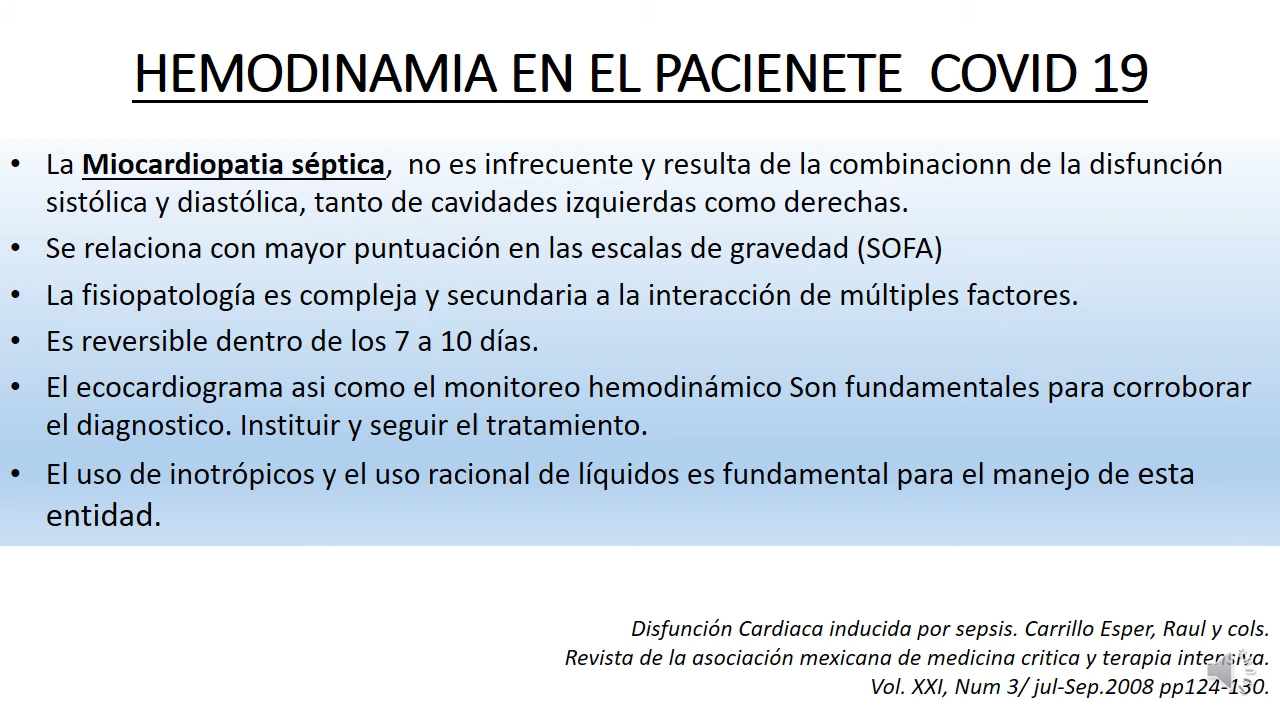 HEMODINAMIA EN EL PACIENETE  COVID 19
• La Miocardiopatia séptica,  no es infrecuente y resulta de la combinacionn de la disfunción
sistólica y diastólica, tanto de cavidades izquierdas como derechas.
• Se relaciona con mayor puntuación en las escalas de gravedad (SOFA)
• La fisiopatología es compleja y secundaria a la interacción de múltiples factores.
• Es reversible dentro de los 7 a 10 días.
• El ecocardiograma asi como el monitoreo hemodinámico Son fundamentales para corroborar
el diagnostico. Instituir y seguir el tratamiento.
• El uso de inotrópicos y el uso racional de líquidos es fundamental para el manejo de esta
entidad.
Disfunción Cardiaca inducida por sepsis. Carrillo Esper, Raul y cols.
Revista de la asociación mexicana de medicina critica y terapia intensiva.
Vol. XXI, Num 3/ jul-Sep.2008 pp124-130.